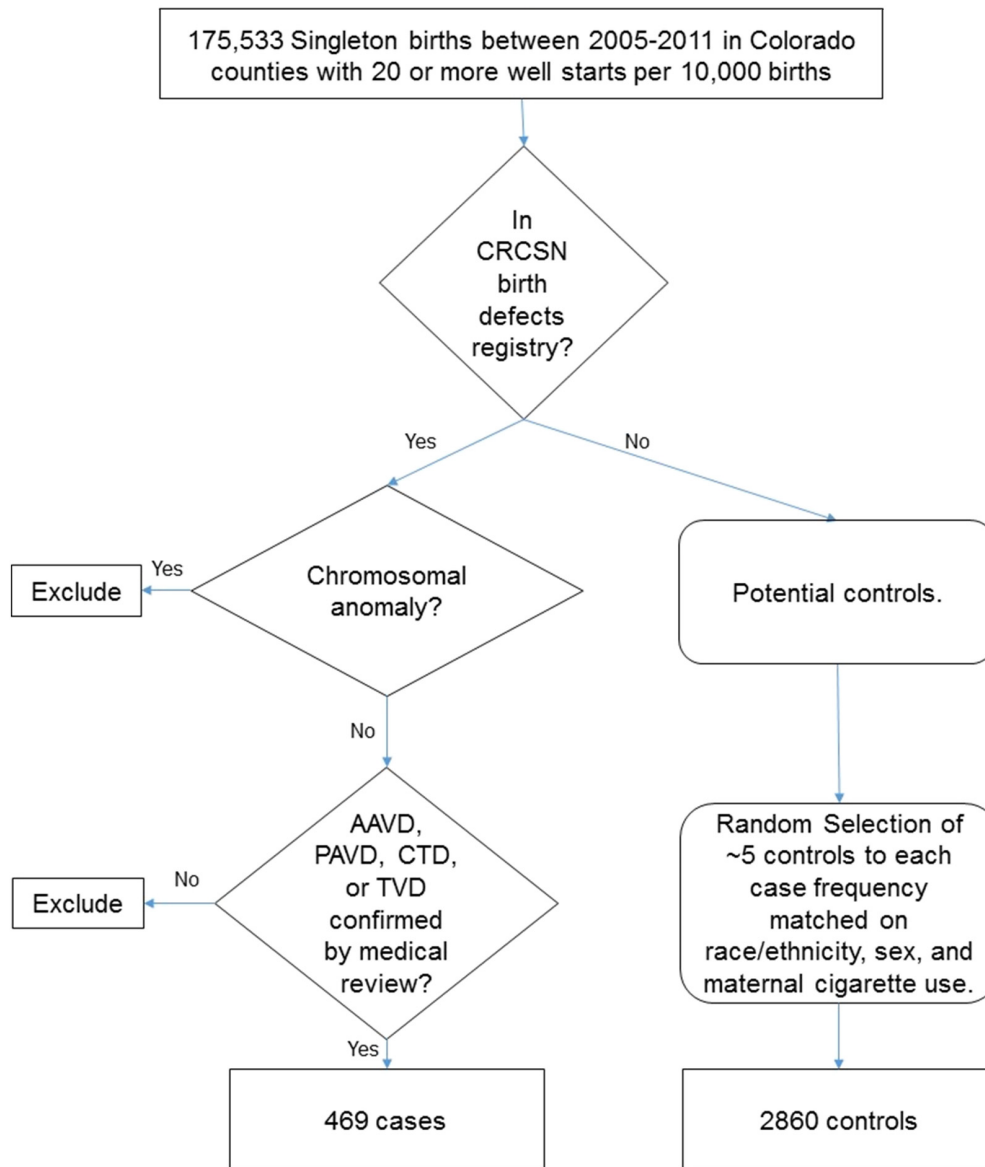 175,533 Singleton births between 2005-2011 in Colorado
counties with 20 or more well starts per 10,000 births
In
CRCSN
birth
defects
registry?
Yes
No
Yes
Exclude
Chromosomal
anomaly?
Potential controls.
No
AAVD,
PAVD, CTD,
or TVD
confirmed
by medical
review?
No
Exclude
Random Selection of
~5 controls to each
case frequency
matched on
race/ethnicity, sex, and
maternal cigarette use.
Yes
469 cases
2860 controls